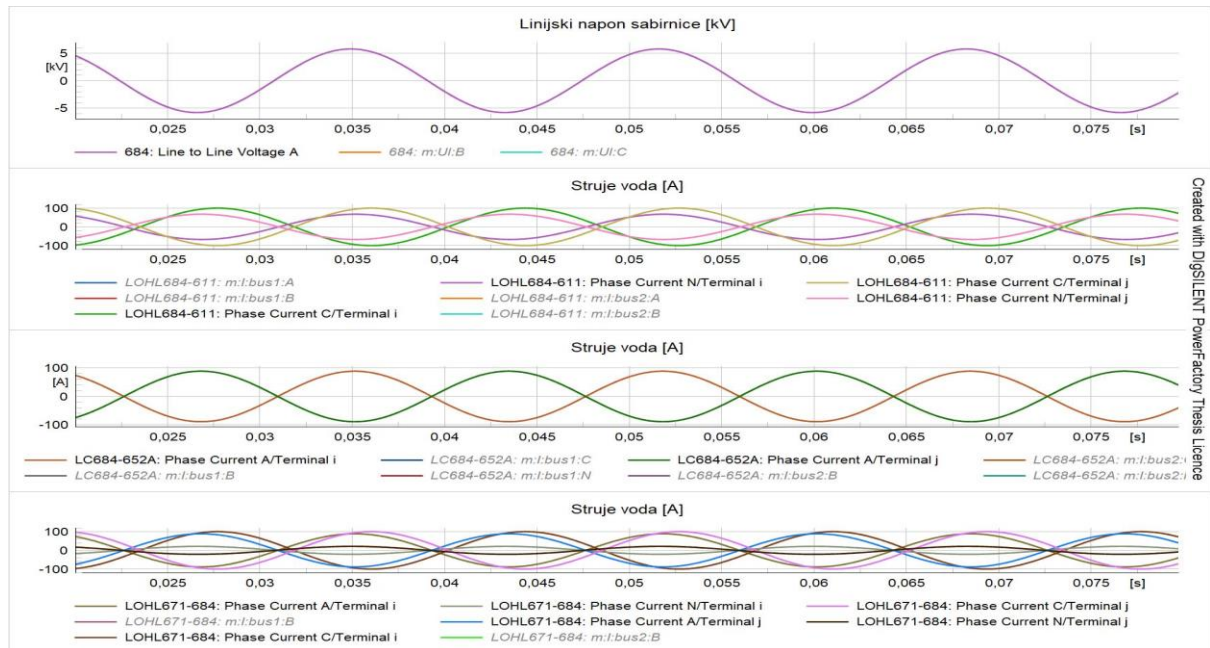 Linijski napon sabirnice [kV]
5
[kV]
0
-5
0,025 0,03 0,035 0,04 0,045 0,05 0,055 0,06 0,065 0,07 0,075 [s]
684: Line to Line Voltage A 684: m:Ul:B 684: m:Ul:C
Struje voda [A]
100
0
-100
0,025 0,03 0,035 0,04 0,045 0,05 0,055 0,06 0,065 0,07 0,075 [s]
LOHL684-611: m:I:bus1:A LOHL684-611: Phase Current N/Terminal i LOHL684-611: Phase Current C/Terminal j
LOHL684-611: m:I:bus1:B LOHL684-611: m:I:bus2:A LOHL684-611: Phase Current N/Terminal j
LOHL684-611: Phase Current C/Terminal i LOHL684-611: m:I:bus2:B
Struje voda [A]
100
[A]
0
-100
0,025 0,03 0,035 0,04 0,045 0,05 0,055 0,06 0,065 0,07 0,075 [s]
LC684-652A: Phase Current A/Terminal i LC684-652A: m:I:bus1:C LC684-652A: Phase Current A/Terminal j LC684-652A: m:I:bus2:
LC684-652A: m:I:bus1:B LC684-652A: m:I:bus1:N LC684-652A: m:I:bus2:B LC684-652A: m:I:bus2:
Struje voda [A]
100
0
-100
0,025 0,03 0,035 0,04 0,045 0,05 0,055 0,06 0,065 0,07 0,075 [s]
LOHL671-684: Phase Current A/Terminal i LOHL671-684: Phase Current N/Terminal i LOHL671-684: Phase Current C/Terminal j
LOHL671-684: m:I:bus1:B LOHL671-684: Phase Current A/Terminal j LOHL671-684: Phase Current N/Terminal j
LOHL671-684: Phase Current C/Terminal i LOHL671-684: m:I:bus2:B
Created with DIgSILENT PowerFactory Thesis Licence